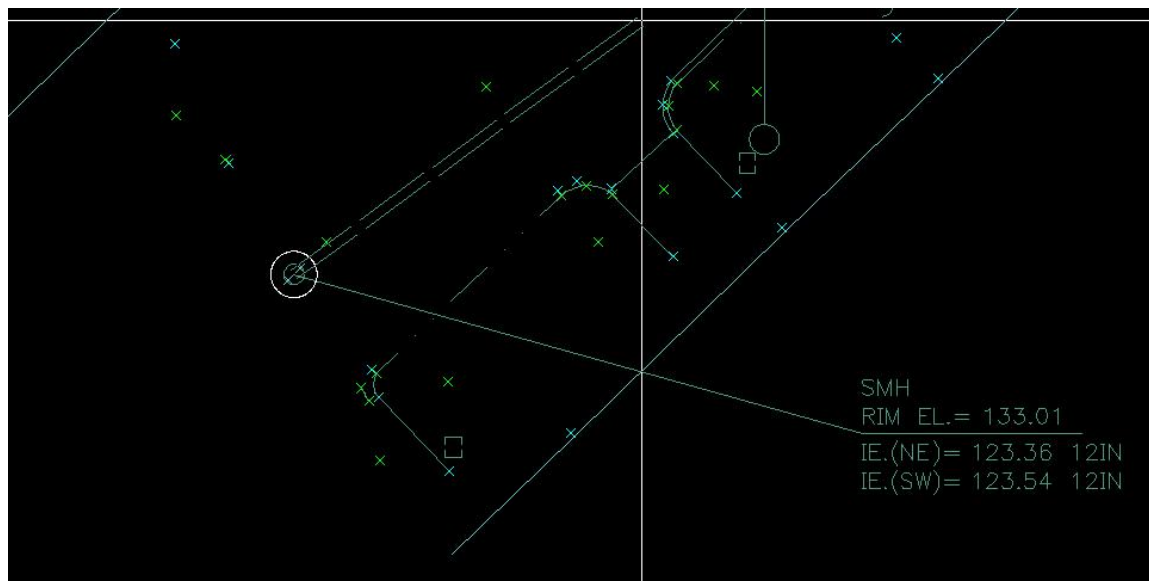 SMH
RIM EL.= 133.01
IE.(NE)= 123.36 12IN
IE.(SW)= 123.54 12IN